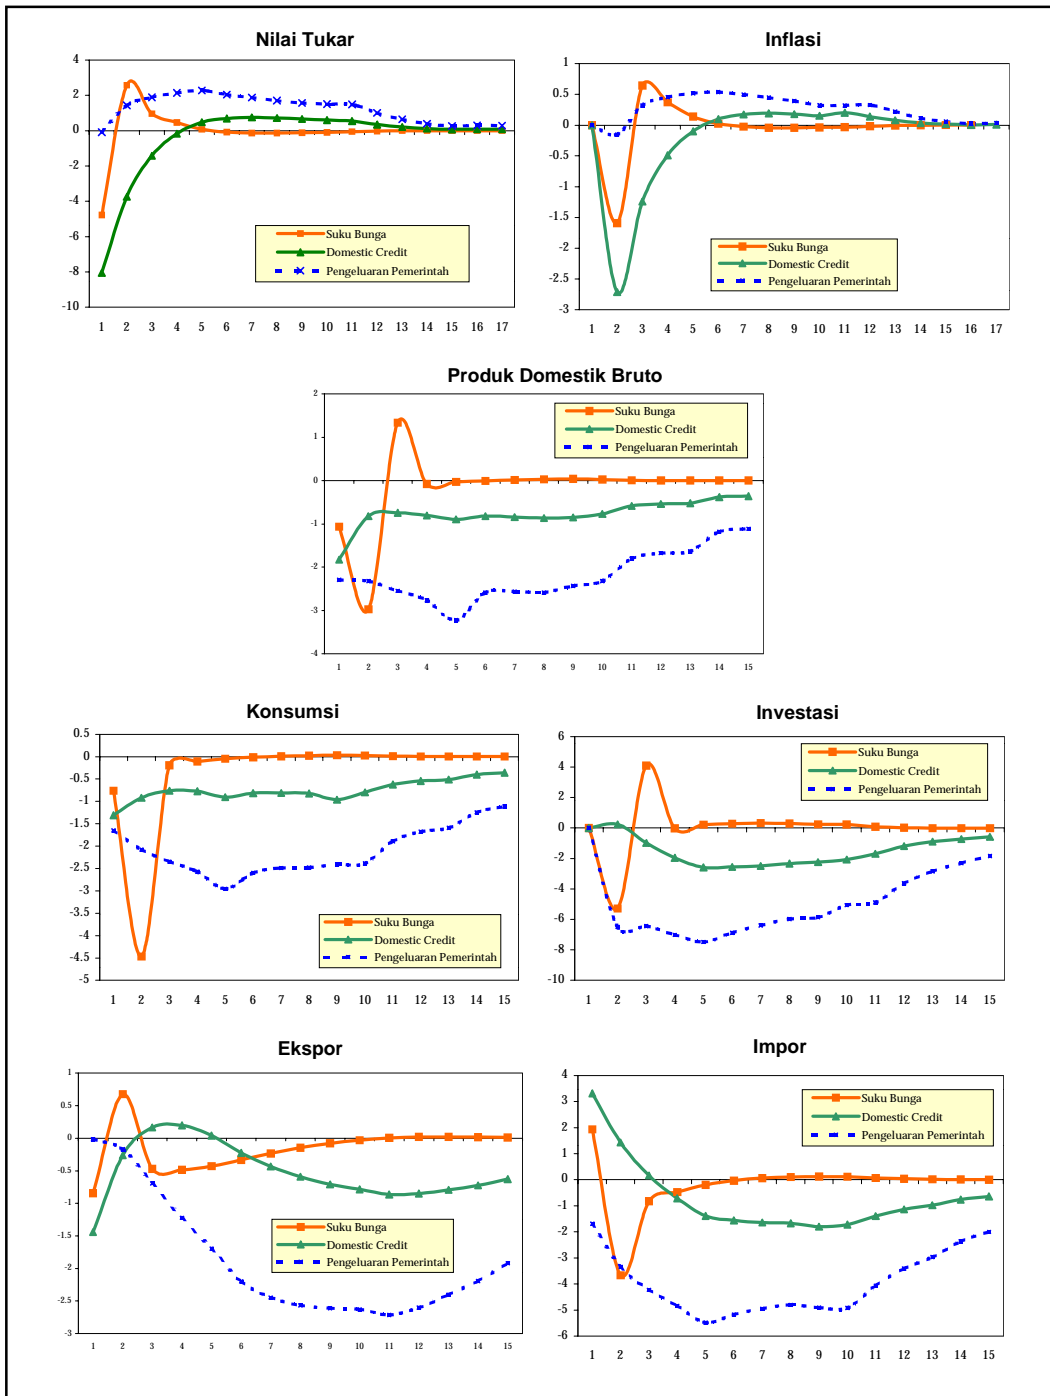 Nilai Tukar
4
2
0
-2
-4
-6
-8
-10
Suku Bunga
Domestic Credit
Pengeluaran Pemerintah
1 2 3 4 5 6 7 8 9 10 11 12 13 14 15 16 17
Inflasi
1
0.5
0
-0.5
-1
-1.5
-2
-2.5
-3
Suku Bunga
Domestic Credit
Pengeluaran Pemerintah
1 2 3 4 5 6 7 8 9 10 11 12 13 14 15 16 17
Produk Domestik Bruto
2
1
0
-1
-2
-3
-4
Suku Bunga
Domestic Credit
Pengeluaran Pemerintah
1 2 3 4 5 6 7 8 9 10 11 12 13 14 15
Konsumsi
0.5
0
-0.5
-1
-1.5
-2
-2.5
-3
-3.5
-4
-4.5
-5
Suku Bunga
Domestic Credit
Pengeluaran Pemerintah
1 2 3 4 5 6 7 8 9 10 11 12 13 14 15
Investasi
6
4
2
0
-2
-4
-6
-8
-10
Suku Bunga
Domestic Credit
Pengeluaran Pemerintah
1 2 3 4 5 6 7 8 9 10 11 12 13 14 15
Ekspor
1
0.5
0
-0.5
-1
-1.5
-2
-2.5
-3
Suku Bunga
Domestic Credit
Pengeluaran Pemerintah
1 2 3 4 5 6 7 8 9 10 11 12 13 14 15
Impor
4
3
2
1
0
-1
-2
-3
-4
-5
-6
Suku Bunga
Domestic Credit
Pengeluaran Pemerintah
1 2 3 4 5 6 7 8 9 10 11 12 13 14 15